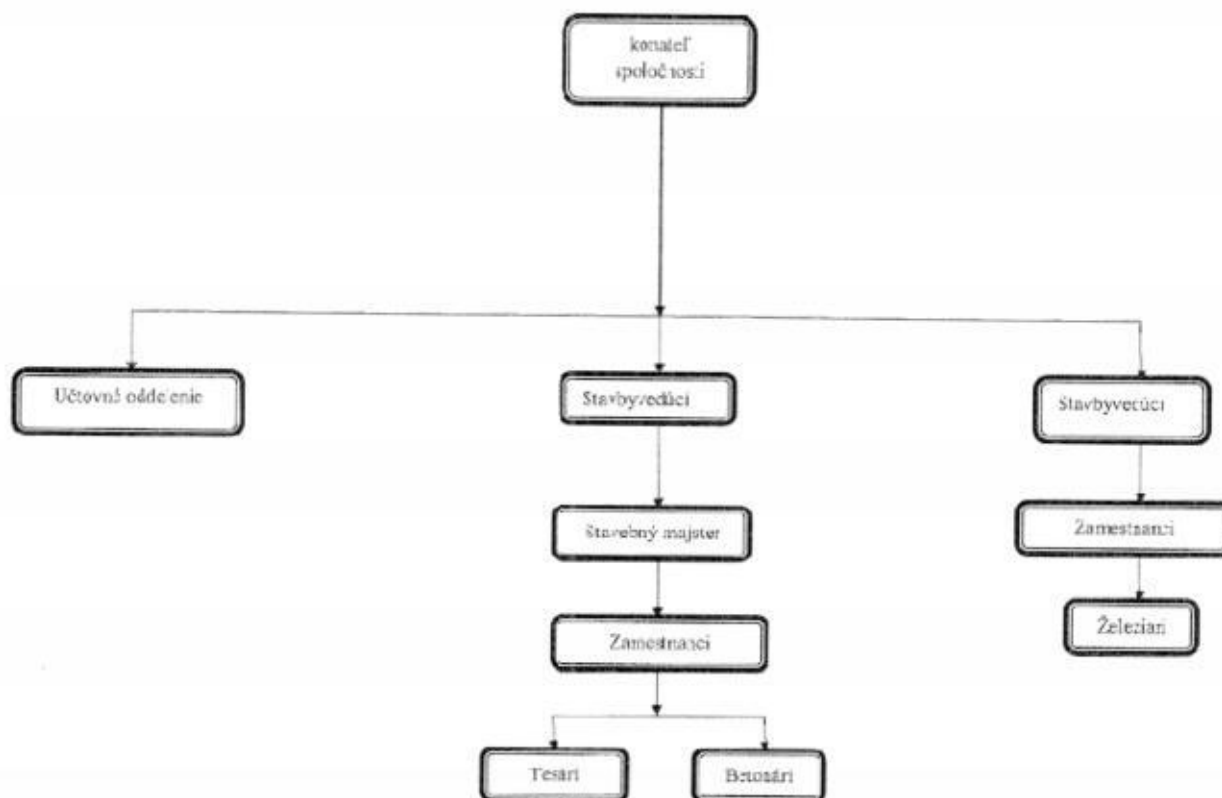 konateľ
spoločnosti
Účtovné oddelenie
Stavbyvedúci
Stavbyvedúci
Stavebný majster
Zamestnanci
Zamestnanci
Železiari
Tesári
Betonári